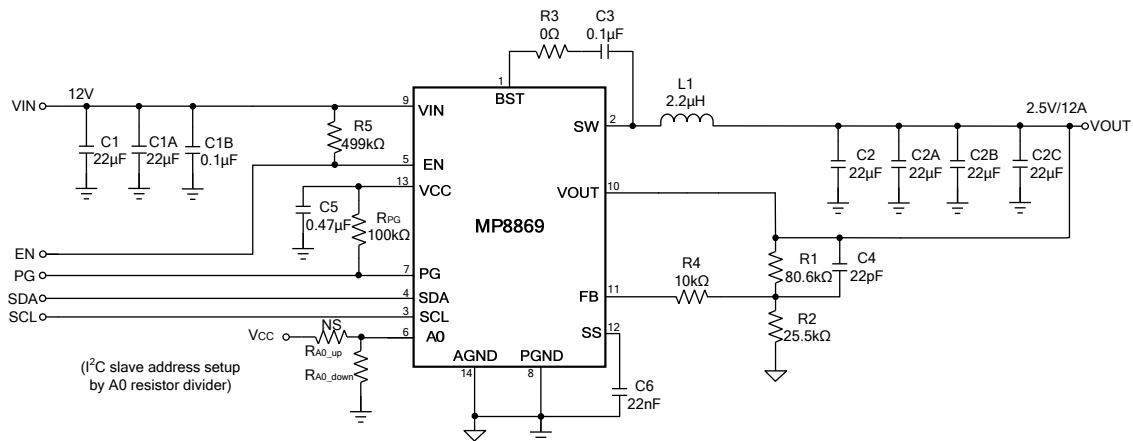 R3
0Ω
C3
0.1µF
1
BST
L1
2.2µH
12V
VIN
9
VIN
SW
2
2.5V/12A
VOUT
C1
22µF
C1A
22µF
C1B
0.1µF
R5
499kΩ
5
EN
C2
22µF
C2A
22µF
C2B
22µF
C2C
22µF
13
VCC
VOUT
10
C5
0.47µF
RPG
100kΩ
MP8869
EN
PG
7
PG
R1
80.6kΩ
C4
22pF
R4
10kΩ
FB
11
SDA
4
SDA
SCL
3
SCL
R2
25.5kΩ
SS
12
VCC
NS
6
A0
RA0_up
RA0_down
AGND
PGND
14
8
C6
22nF
(I²C slave address setup
by A0 resistor divider)